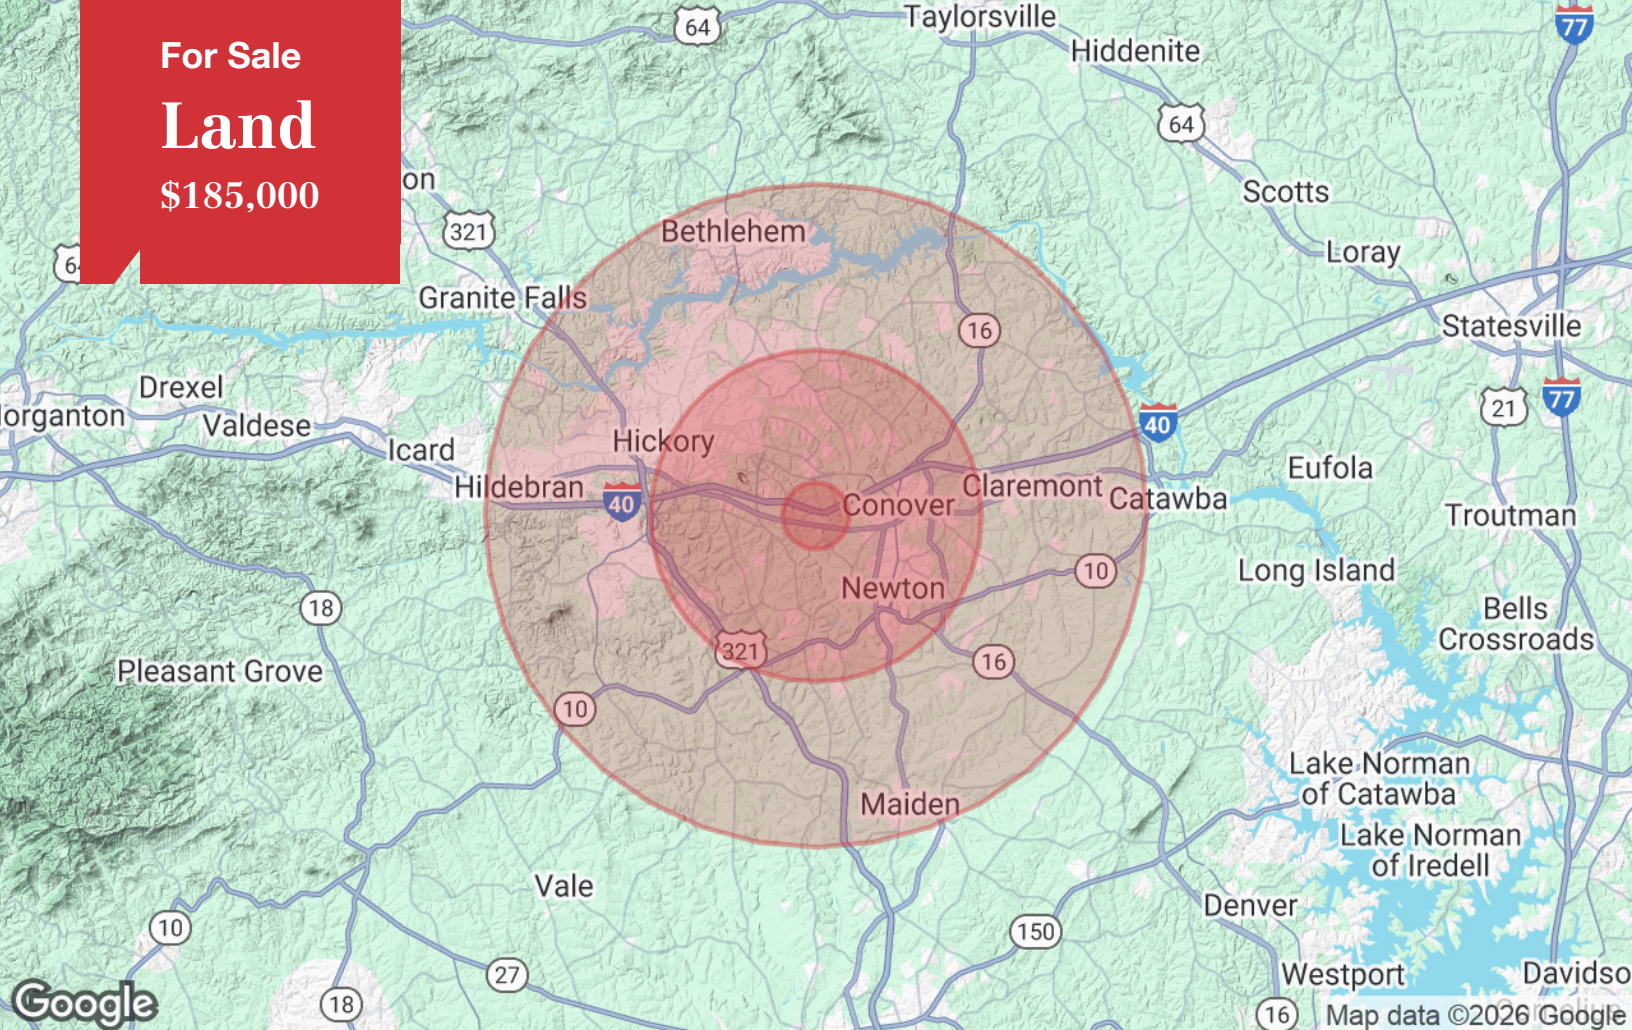 For Sale
Land
$185,000
64
Taylorsville
77
Hiddenite
64
on
321
Scotts
Bethlehem
Loray
Granite Falls
16
Statesville
Drexel
Valdese
Hickory
Icard
Hildebran
40
40
21
77
Conover
Claremont
Catawba
Eufola
Troutman
Newton
10
Long Island
18
Bells
Crossroads
321
16
Pleasant Grove
10
Lake Norman
of Catawba
Maiden
Lake Norman
of Iredell
Vale
Denver
10
150
27
18
Westport
Davidso
16
Google
Map data ©2026 Google